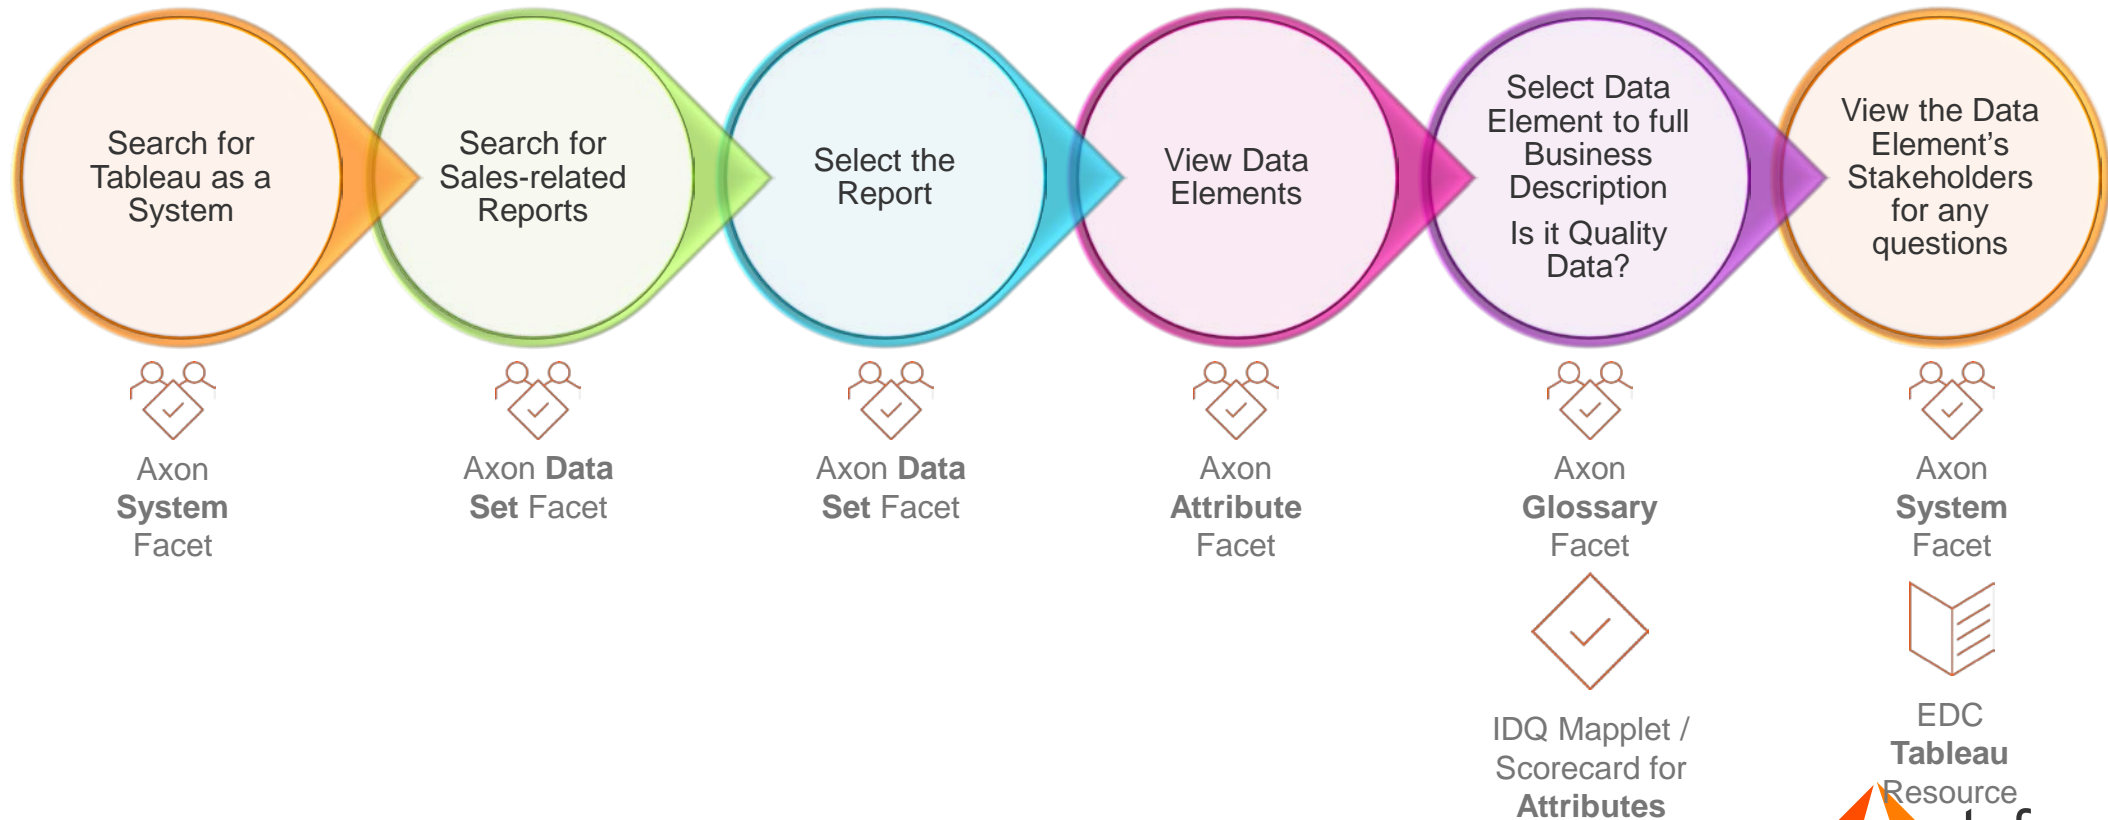 Search for
Tableau as a
System
Search for
Sales-related
Reports
Select the
Report
View Data
Elements
Select Data
Element to full
Business
Description
Is it Quality
Data?
View the Data
Element’s
Stakeholders
for any
questions
Axon
System
Facet
Axon Data
Set Facet
Axon Data
Set Facet
Axon
Attribute
Facet
Axon
Glossary
Facet
Axon
System
Facet
IDQ Mapplet /
Scorecard for
Attributes
EDC
Tableau
Resource